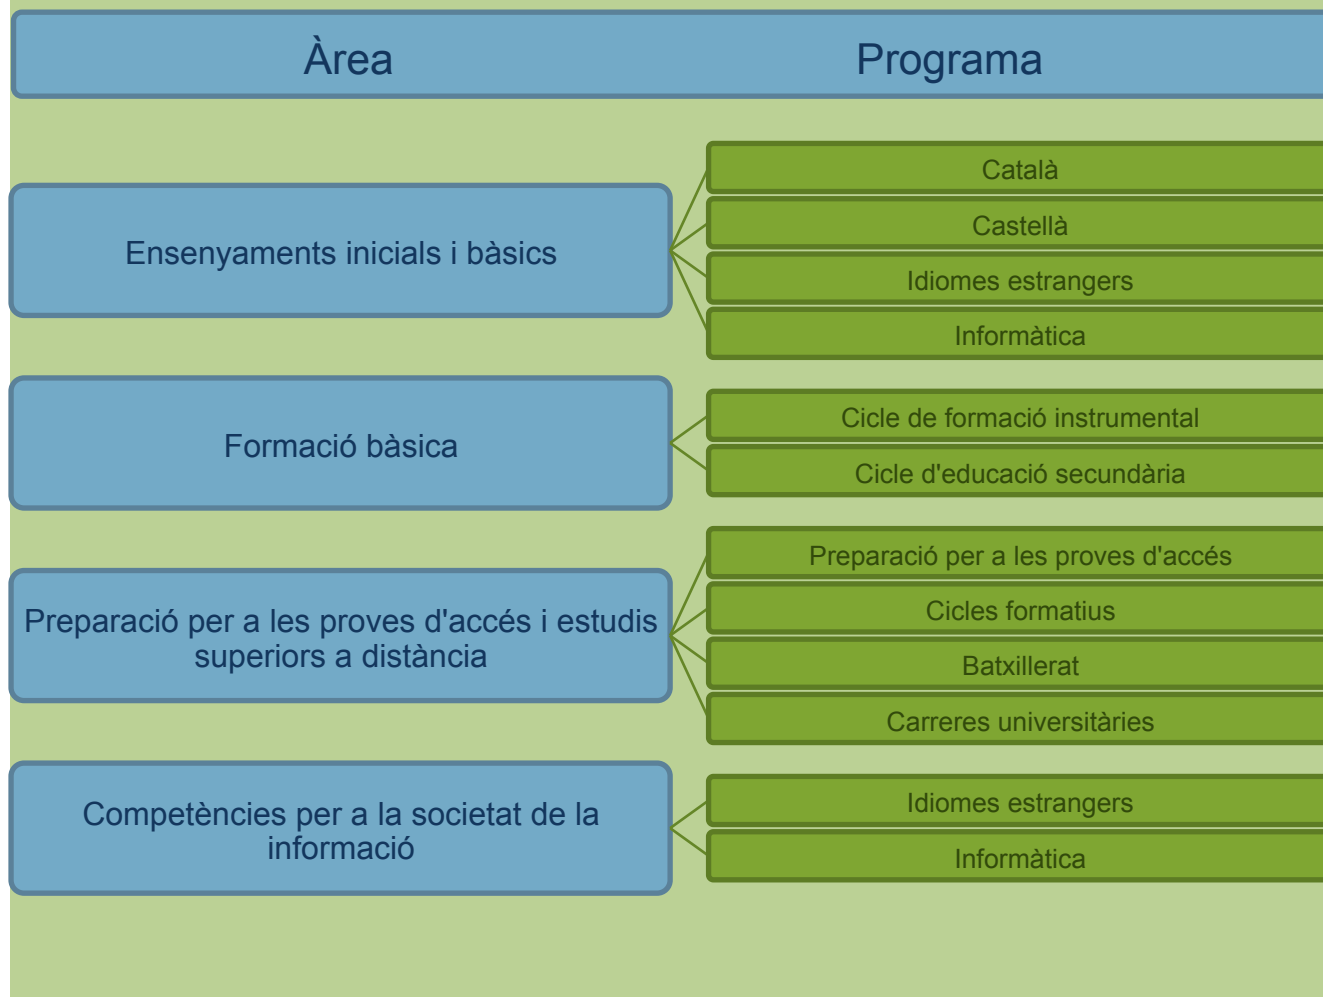 Àrea Programa
Ensenyaments inicials i bàsics
Català
Castellà
Idiomes estrangers
Informàtica
Formació bàsica
Cicle de formació instrumental
Cicle d'educació secundària
Preparació per a les proves d'accés i estudis
superiors a distància
Preparació per a les proves d'accés
Cicles formatius
Batxillerat
Carreres universitàries
Competències per a la societat de la
informació
Idiomes estrangers
Informàtica